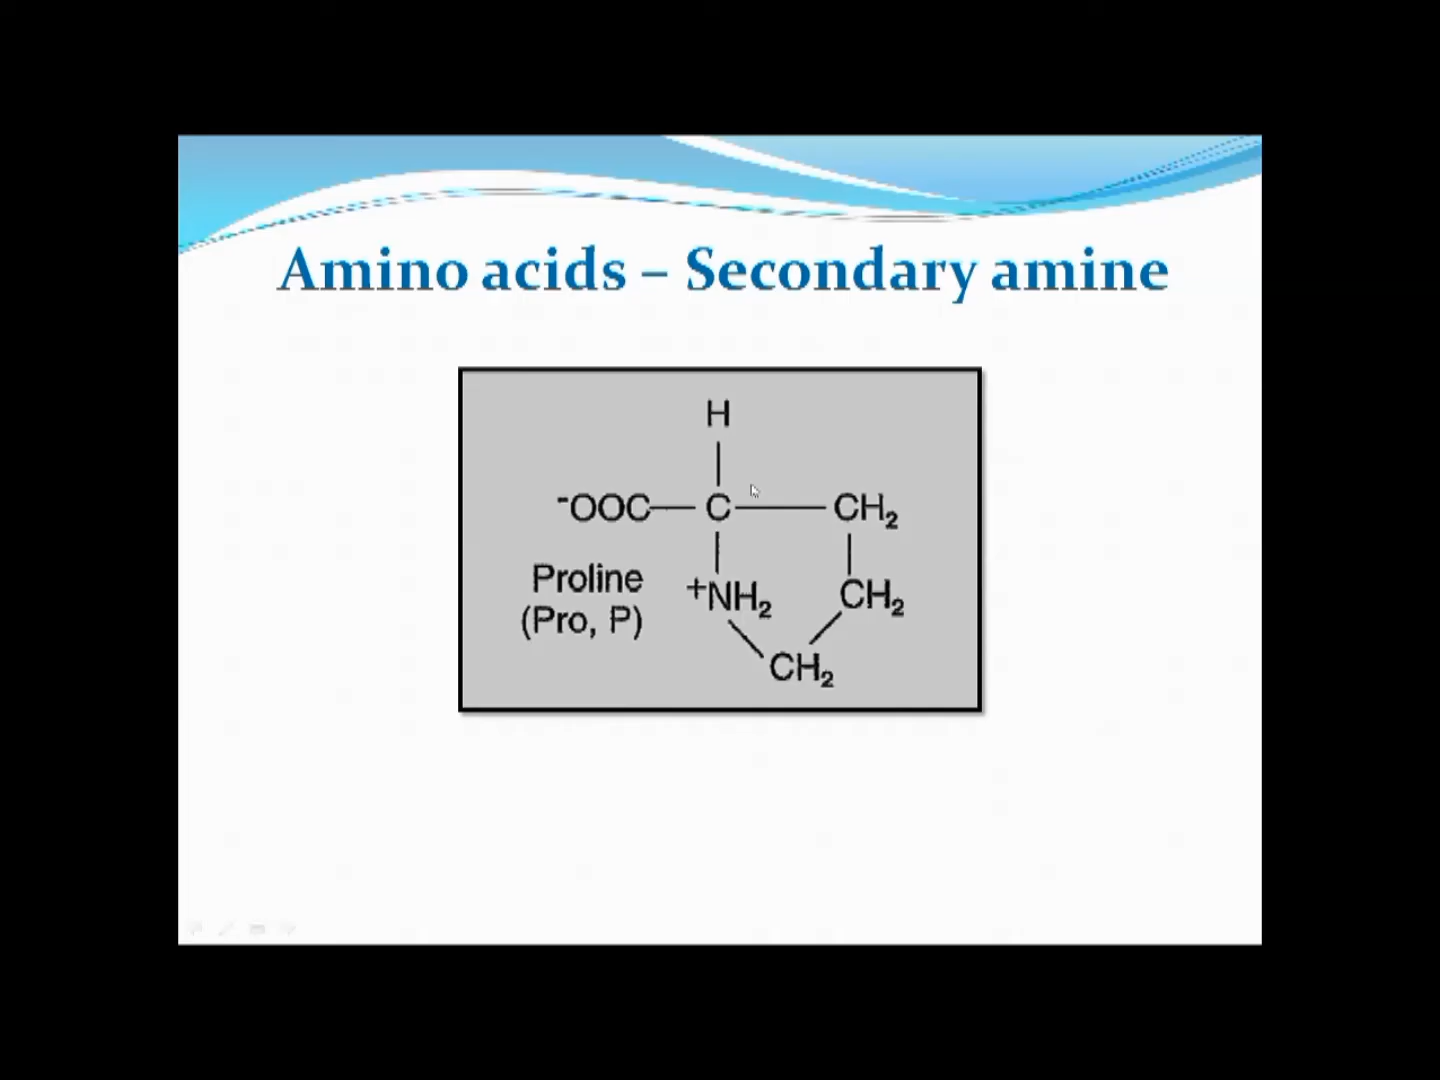 Amino acids – Secondary amine
H
⁻OOC—C—CH₂
Proline
(Pro, P)
⁺NH₂
CH₂
CH₂